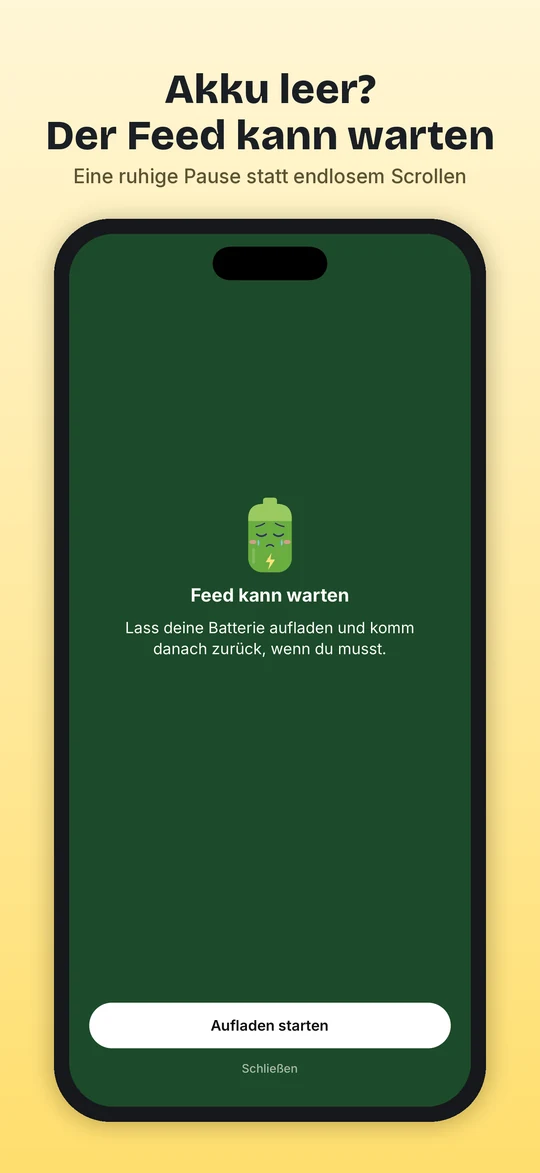 Akku leer?
Der Feed kann warten
Eine ruhige Pause statt endlosem Scrollen
Feed kann warten
Lass deine Batterie aufladen und komm
danach zurück, wenn du musst.
Aufladen starten
Schließen